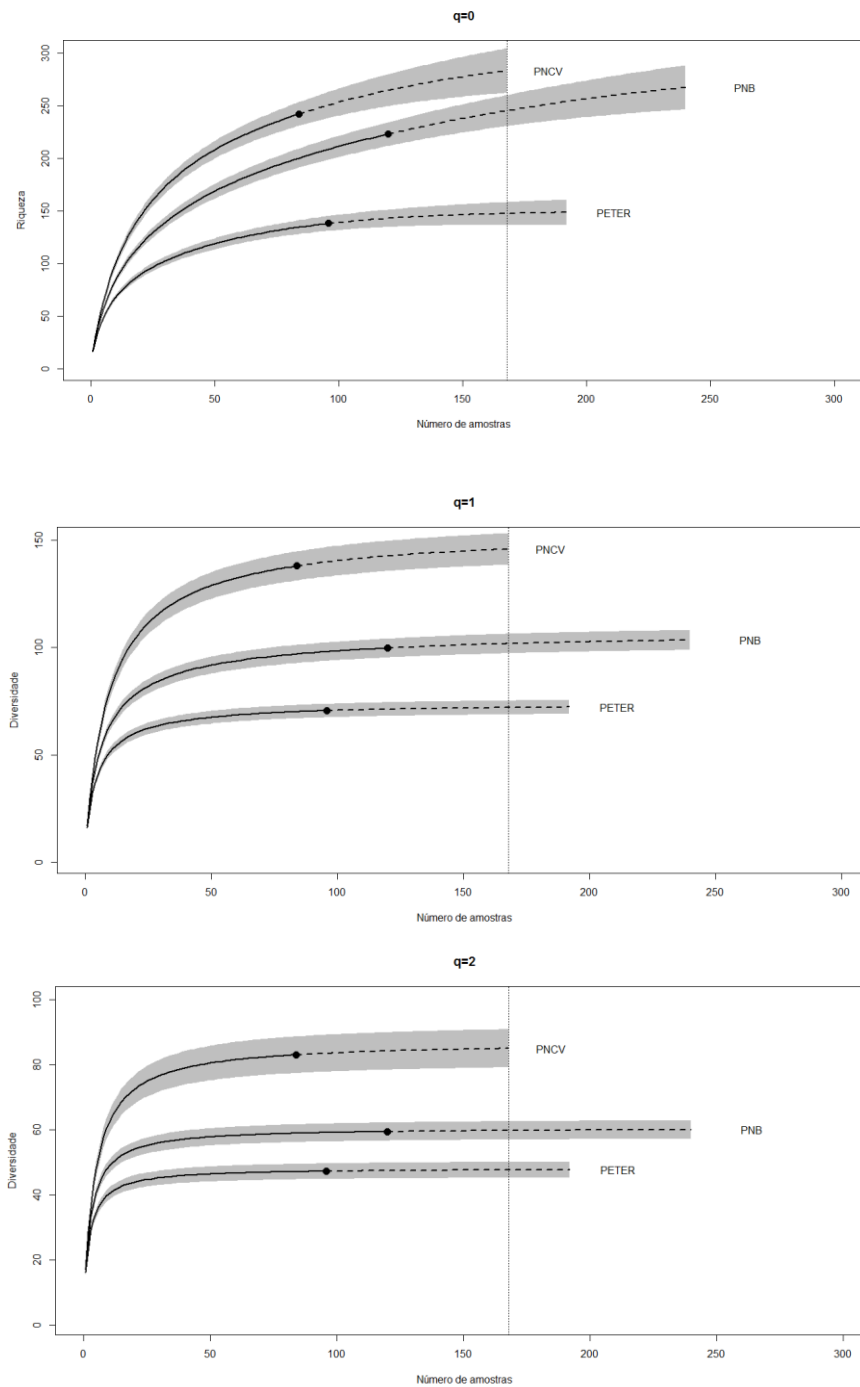 q=0
300
250
200
150
100
50
0
Riqueza
PNCV
PNB
PETER
0 50 100 150 200 250 300
Número de amostras
q=1
150
100
50
0
Diversidade
PNCV
PNB
PETER
0 50 100 150 200 250 300
Número de amostras
q=2
100
80
60
40
20
0
Diversidade
PNCV
PNB
PETER
0 50 100 150 200 250 300
Número de amostras